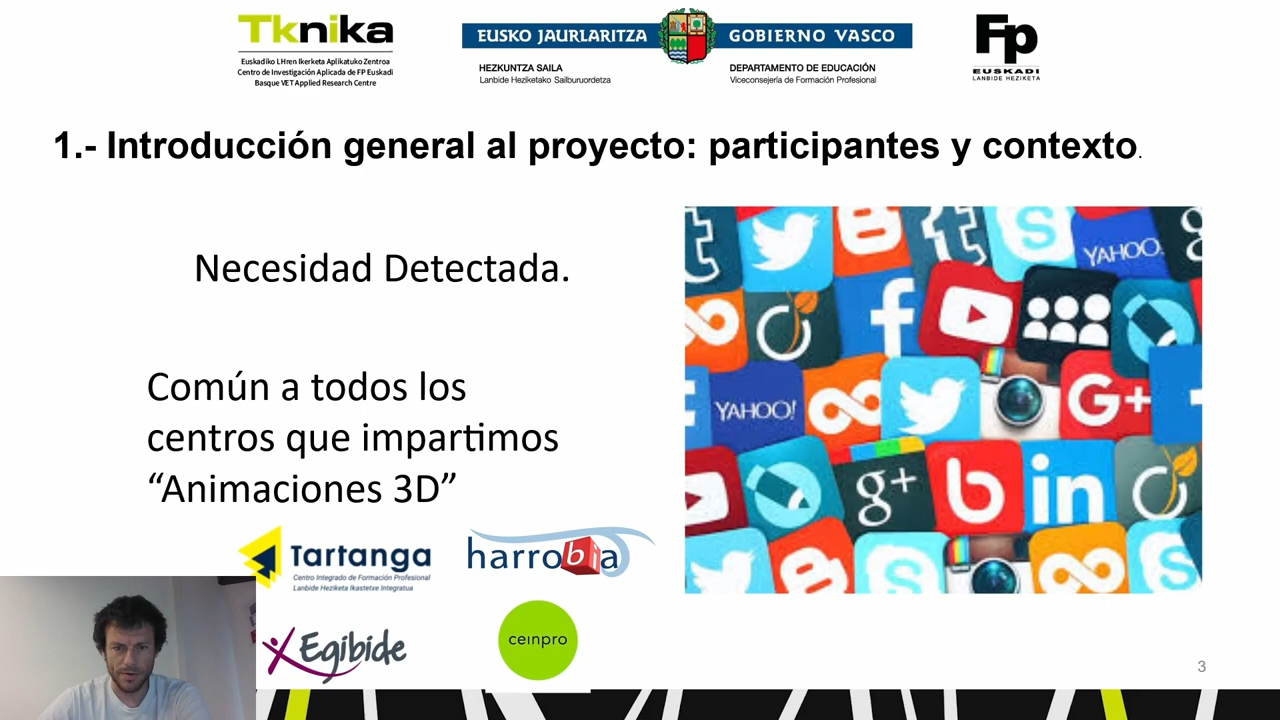 Tknika
Euskadiko LHren Ikerketa Aplikatuko Zentroa
Centro de Investigación Aplicada de FP Euskadi
Basque VET Applied Research Centre
EUSKO JAURLARITZA
GOBIERNO VASCO
HEZKUNTZA SAILA
Lanbide Heziketako Sailburuordetza
DEPARTAMENTO DE EDUCACIÓN
Viceconsejería de Formación Profesional
Fp
EUSKADI
LANBIDE HEZIKETA
1.- Introducción general al proyecto: participantes y contexto.
Necesidad Detectada.
Común a todos los
centros que impartimos
“Animaciones 3D”
YAHOO!
YAHOO!
G+
g+
in
Tartanga
Centro Integrado de Formación Profesional
Lanbide Heziketa Ikastetxe Integratua
harrobia
Egibide
ceinpro
3